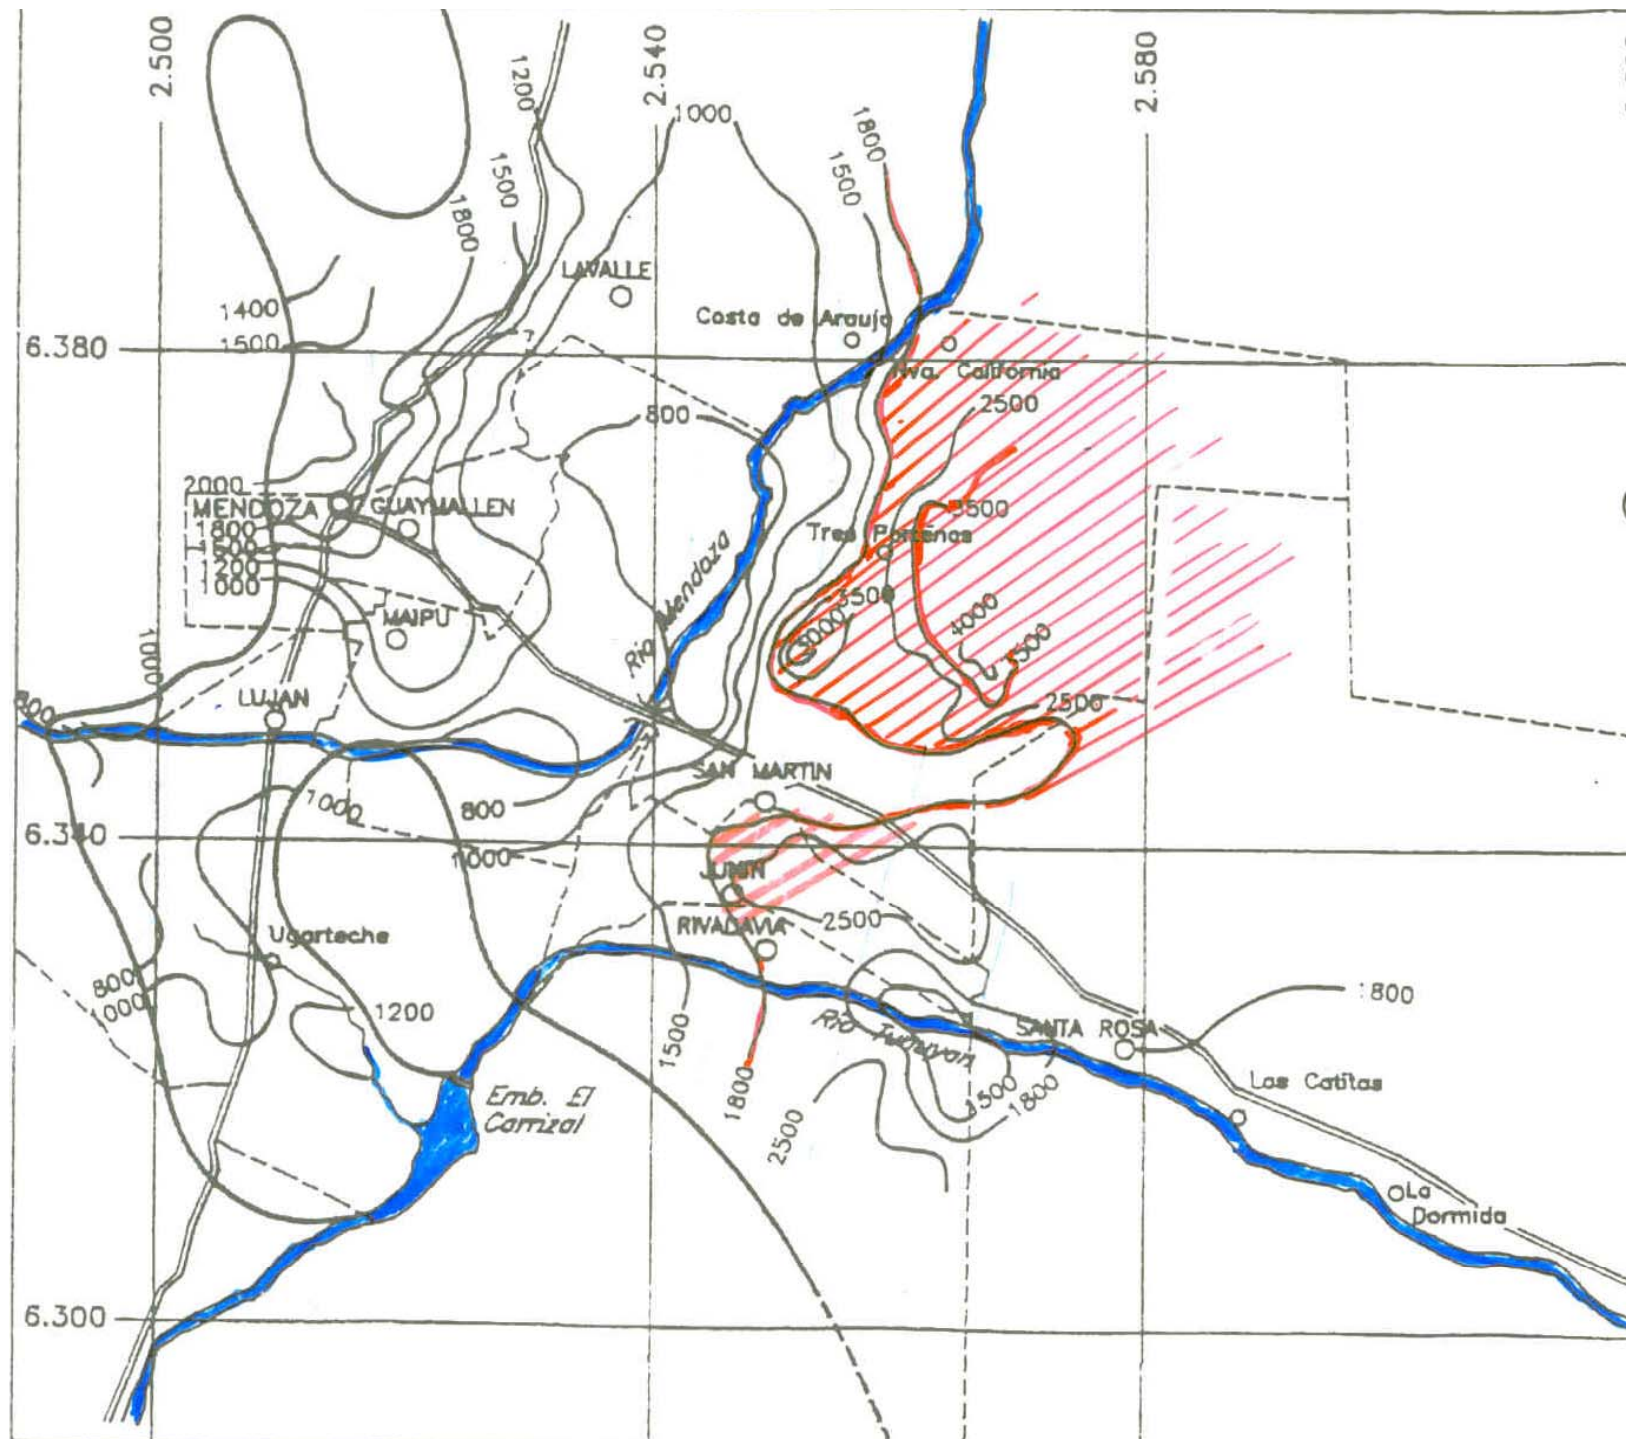 2.500
2.540
2.580
1200
1000
1800
1500
1500
1800
LAVALLE
1400
1500
Costa de Araujo
6.380
Nva. California
800
2500
2000
MENDOZA
GUAYMALLEN
3500
1800
1500
1200
1000
Tres Porteñas
3500
MAIPU
Rio Mendoza
3000
4000
3500
1000
LUJAN
800
2500
SAN MARTIN
1000
800
6.340
1000
JUNIN
2500
RIVADAVIA
Ugarteche
800
1000
1200
1800
1500
Rio Tunuyan
SANTA ROSA
1800
1500
1800
Las Catitas
Emb. El
Carrizal
2500
La
Dormida
6.300